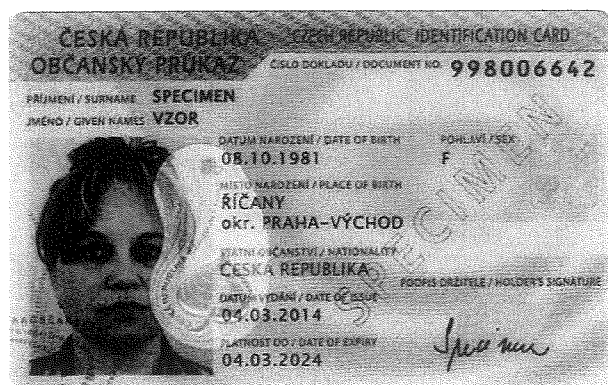 ČESKÁ REPUBLIKA CZECH REPUBLIC IDENTIFICATION CARD
OBČANSKÝ PRŮKAZ ČÍSLO DOKLADU / DOCUMENT NO. 998006642
PŘÍJMENÍ / SURNAME SPECIMEN
JMÉNO / GIVEN NAMES VZOR
DATUM NAROZENÍ / DATE OF BIRTH POHLAVÍ / SEX
08.10.1981 F
MÍSTO NAROZENÍ / PLACE OF BIRTH
ŘÍČANY
okr. PRAHA-VÝCHOD
STÁTNÍ OBČANSTVÍ / NATIONALITY
ČESKÁ REPUBLIKA
PODPIS DRŽITELE / HOLDER'S SIGNATURE
DATUM VYDÁNÍ / DATE OF ISSUE
04.03.2014
PLATNOST DO / DATE OF EXPIRY
04.03.2024
Specimen
SPECIMEN